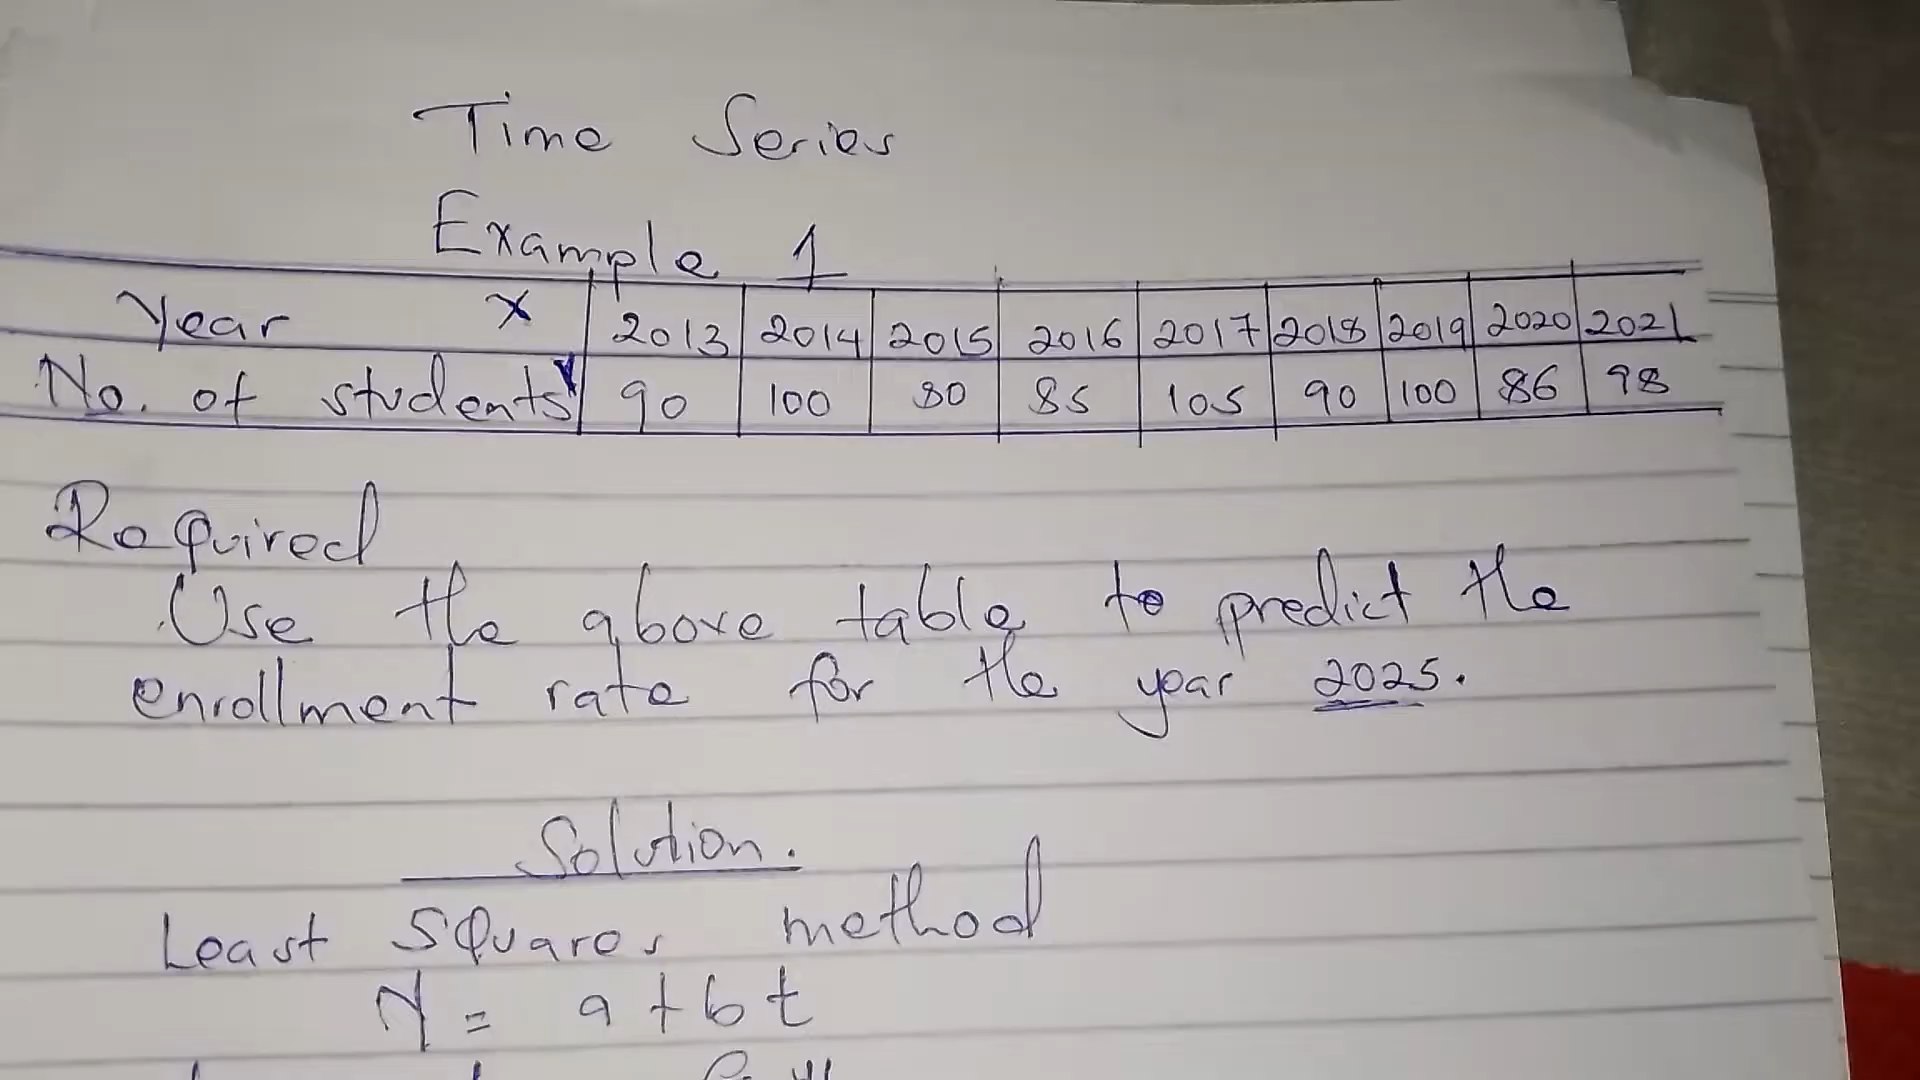 Time Series
Example 1
Year X 2013 2014 2015 2016 2017 2018 2019 2020 2021
No. of students Y 90 100 80 85 105 90 100 86 98
Required
Use the above table to predict the
enrollment rate for the year 2025.
Solution.
Least Squares method
Y = a + b t